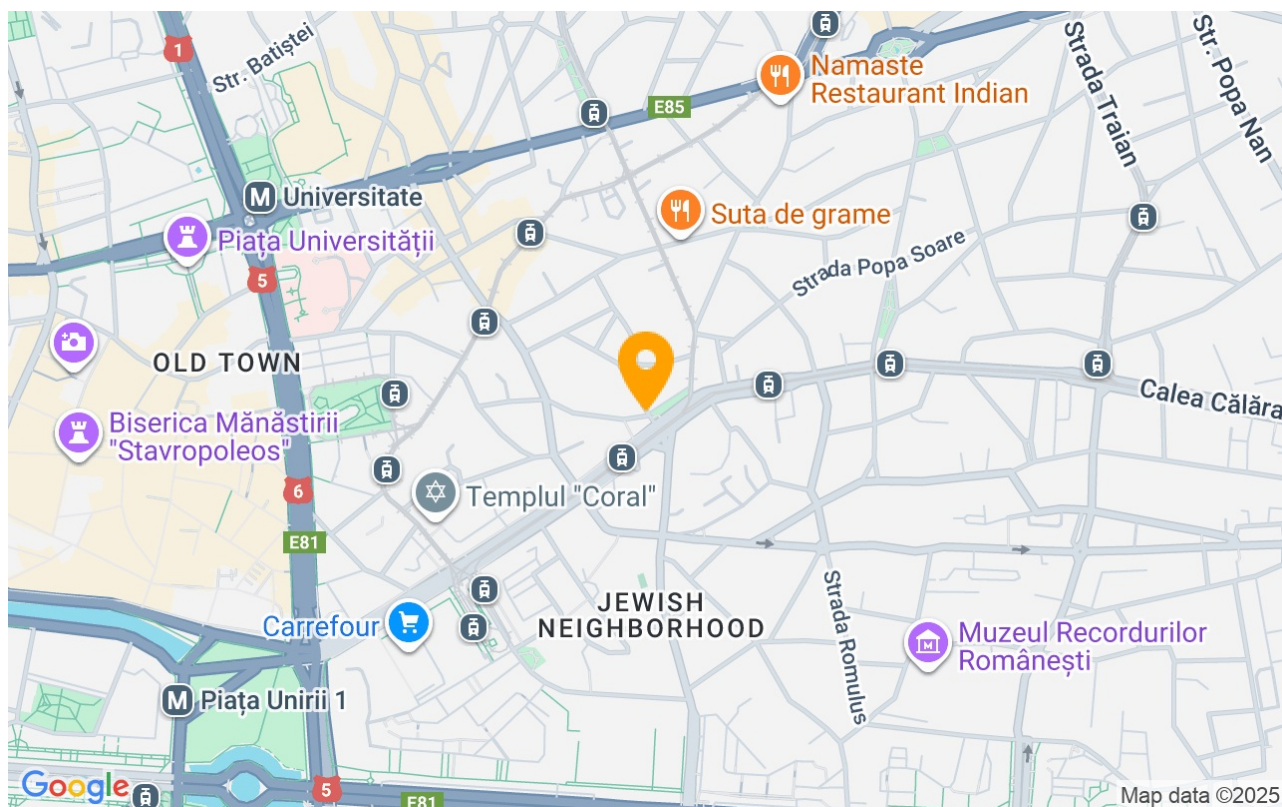 1
Str. Batiștei
Namaste
Restaurant Indian
Strada Traian
Str. Popa Nan
E85
M Universitate
Piața Universității
Suta de grame
5
Strada Popa Soare
OLD TOWN
Calea Călăra
Biserica Mănăstirii
"Stavropoleos"
6
Templul "Coral"
E81
JEWISH
NEIGHBORHOOD
Strada Romulus
Carrefour
Muzeul Recordurilor
Românești
M Piața Unirii 1
Google
5
E81
Map data ©2025